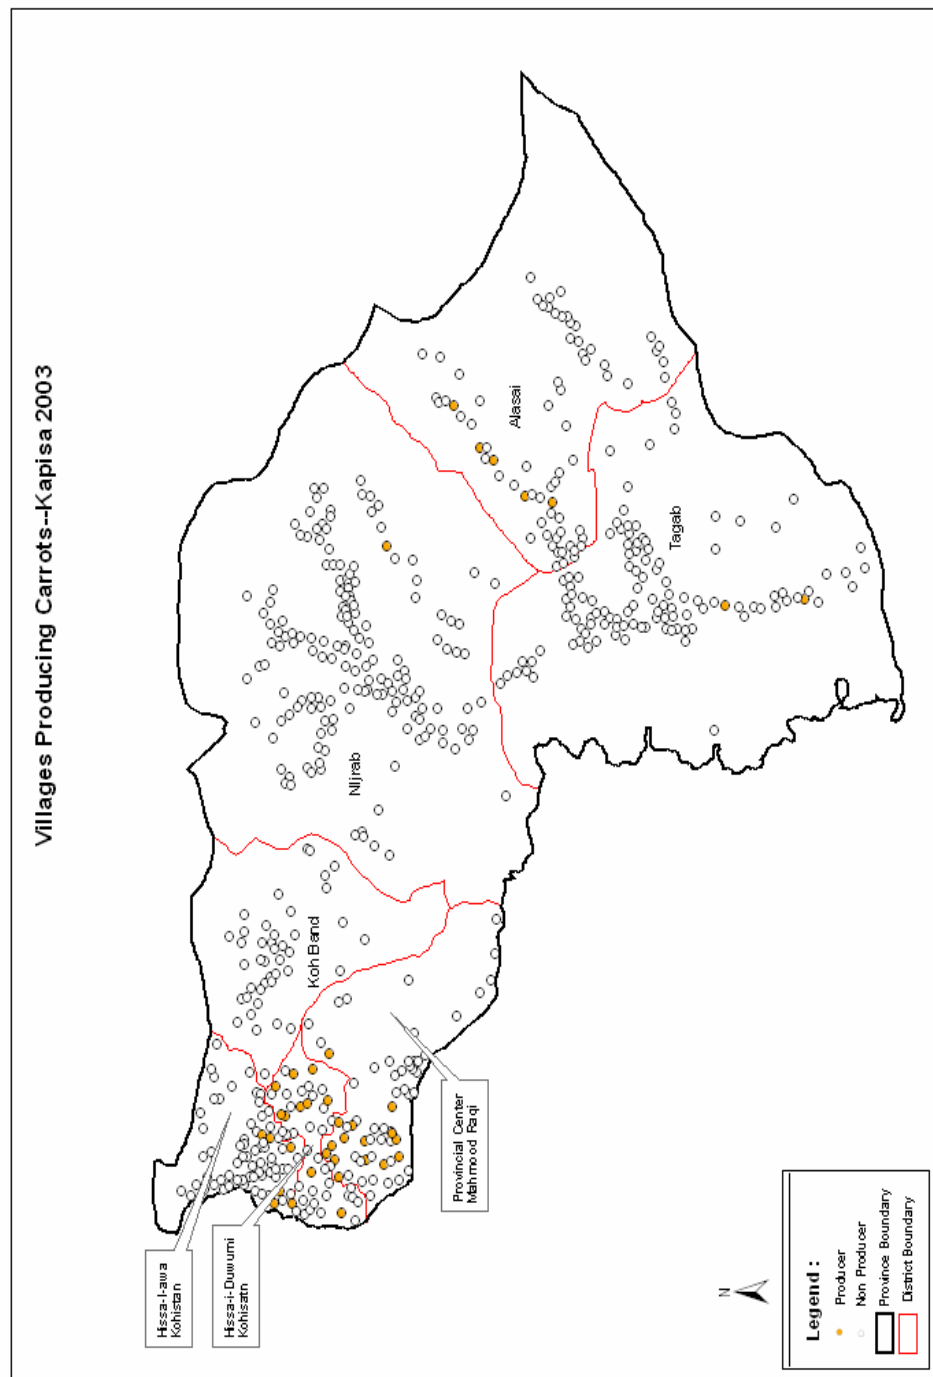 Villages Producing Carrots--Kapisa 2003
Hissa-I-awa
Kohistan
Hissa-i-Duwumi
Kohisatn
Provincial Center
Mahmood Raqi
Koh Band
NIjrab
Alasai
Tagab
N
Legend :
Producer
Non Producer
Province Boundary
District Boundary